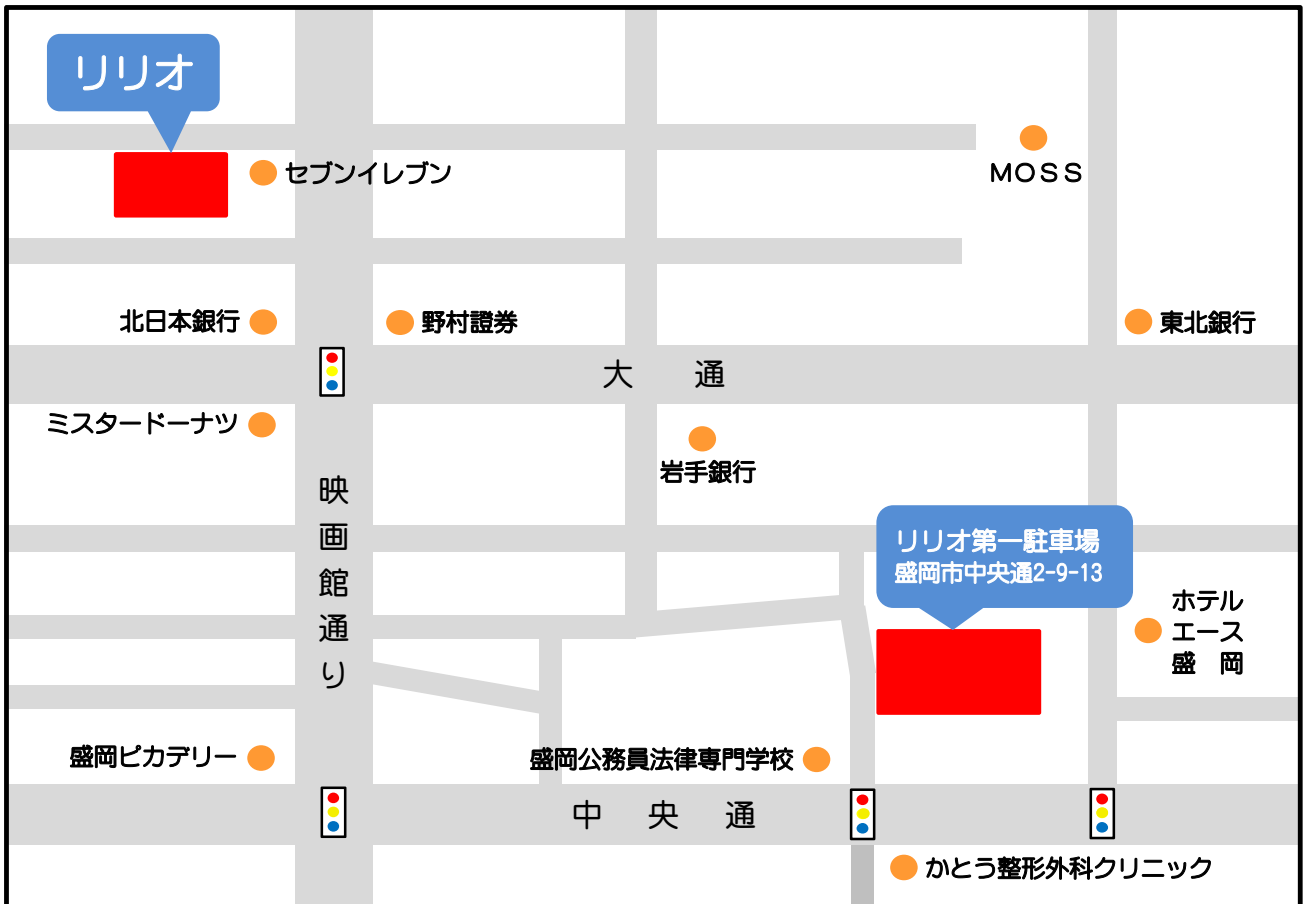 リリオ
セブンイレブン
MOSS
北日本銀行
野村證券
東北銀行
大 通
ミスタードーナツ
岩手銀行
映画館通り
リリオ第一駐車場
盛岡市中央通2-9-13
ホテル
エース
盛 岡
盛岡ピカデリー
盛岡公務員法律専門学校
中 央 通
かとう整形外科クリニック